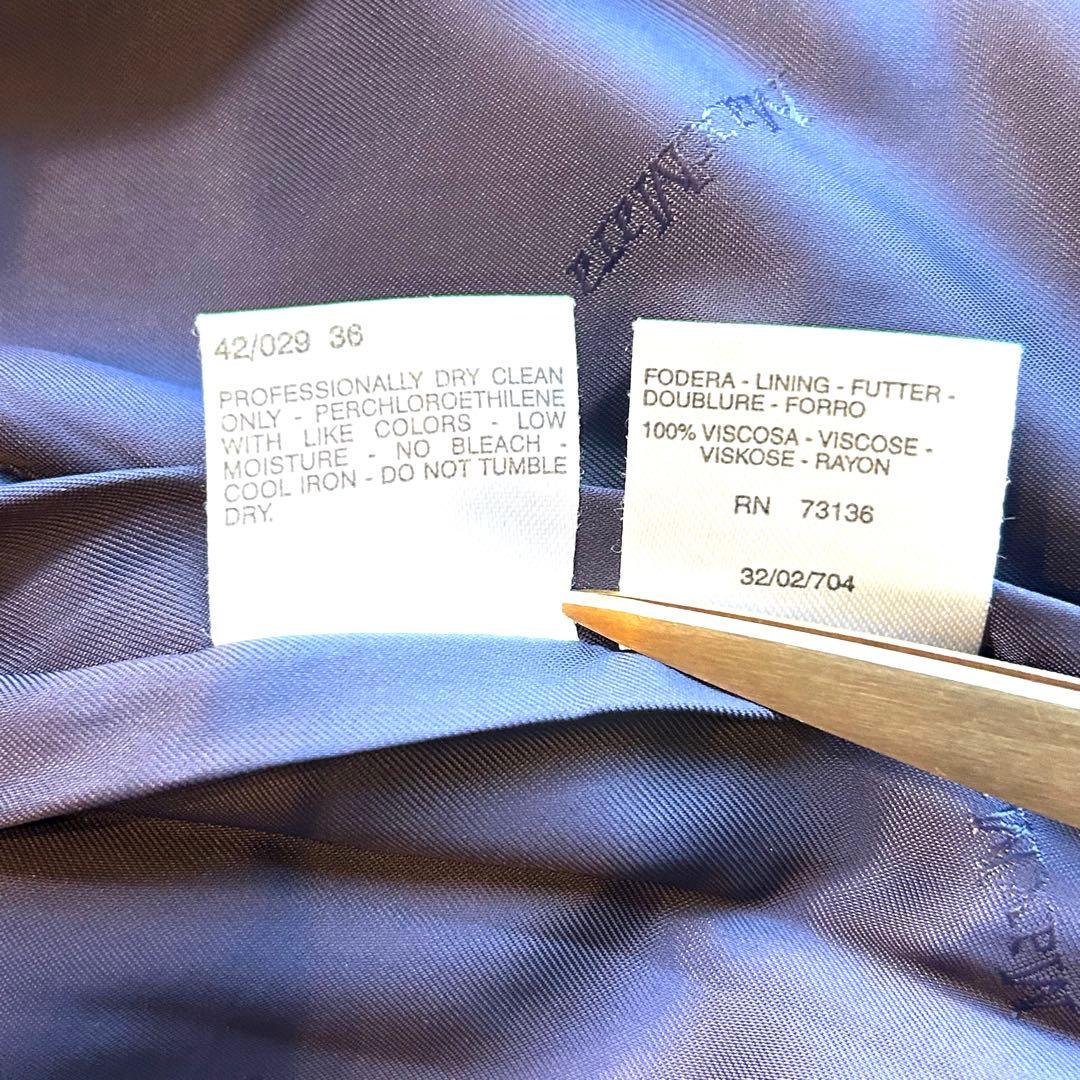 MaxMara
42/029 36
PROFESSIONALLY DRY CLEAN
ONLY - PERCHLOROETHILENE
WITH LIKE COLORS - LOW
MOISTURE - NO BLEACH -
COOL IRON - DO NOT TUMBLE
DRY.
FODERA - LINING - FUTTER -
DOUBLURE - FORRO
100% VISCOSA - VISCOSE -
VISKOSE - RAYON
RN 73136
32/02/704